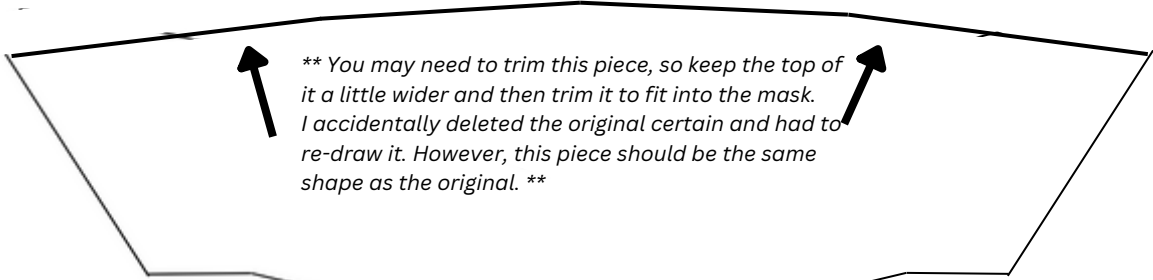 ** You may need to trim this piece, so keep the top of
it a little wider and then trim it to fit into the mask.
I accidentally deleted the original certain and had to
re-draw it. However, this piece should be the same
shape as the original. **